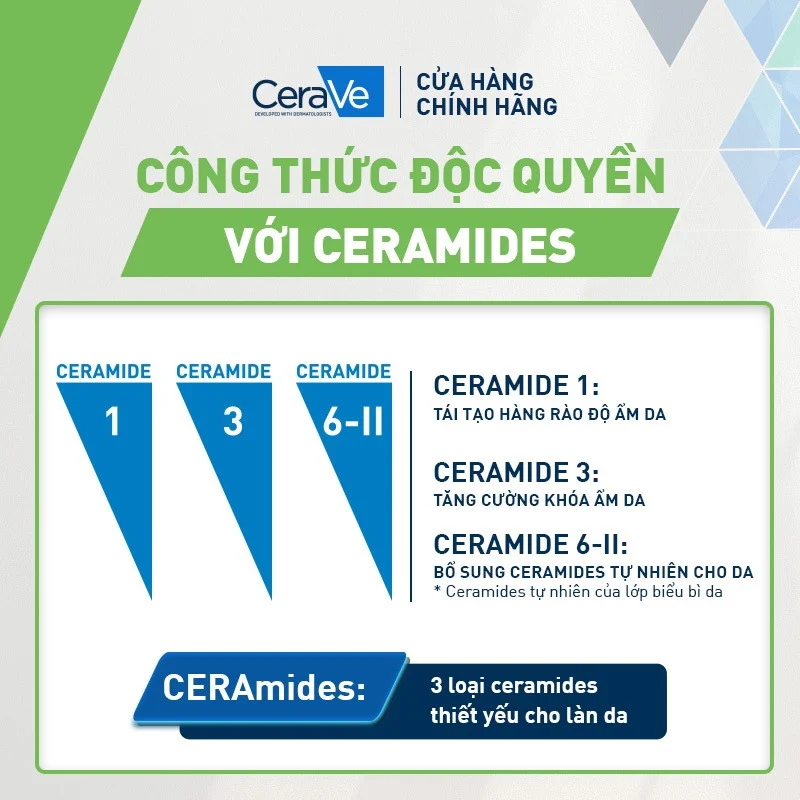 CeraVe
DEVELOPED WITH DERMATOLOGISTS
CỬA HÀNG
CHÍNH HÃNG
CÔNG THỨC ĐỘC QUYỀN
VỚI CERAMIDES
CERAMIDE
1
CERAMIDE
3
CERAMIDE
6-II
CERAMIDE 1:
TÁI TẠO HÀNG RÀO ĐỘ ẨM DA
CERAMIDE 3:
TĂNG CƯỜNG KHÓA ẨM DA
CERAMIDE 6-II:
BỔ SUNG CERAMIDES TỰ NHIÊN CHO DA
* Ceramides tự nhiên của lớp biểu bì da
CERAmides:
3 loại ceramides
thiết yếu cho làn da